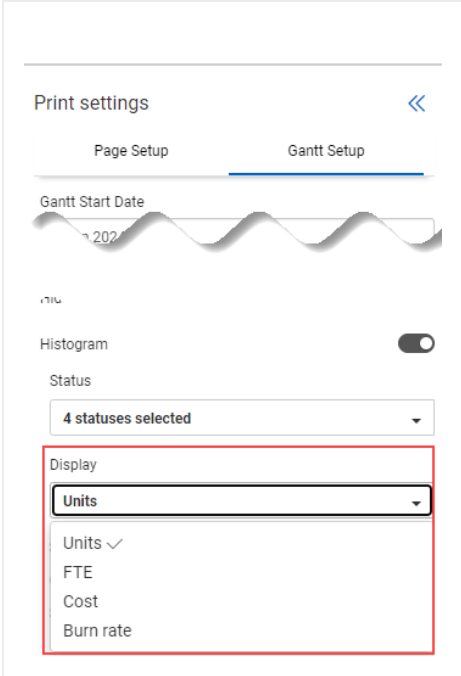 Print settings
Page Setup Gantt Setup
Gantt Start Date
2024
Histogram
Status
4 statuses selected
Display
Units
Units
FTE
Cost
Burn rate